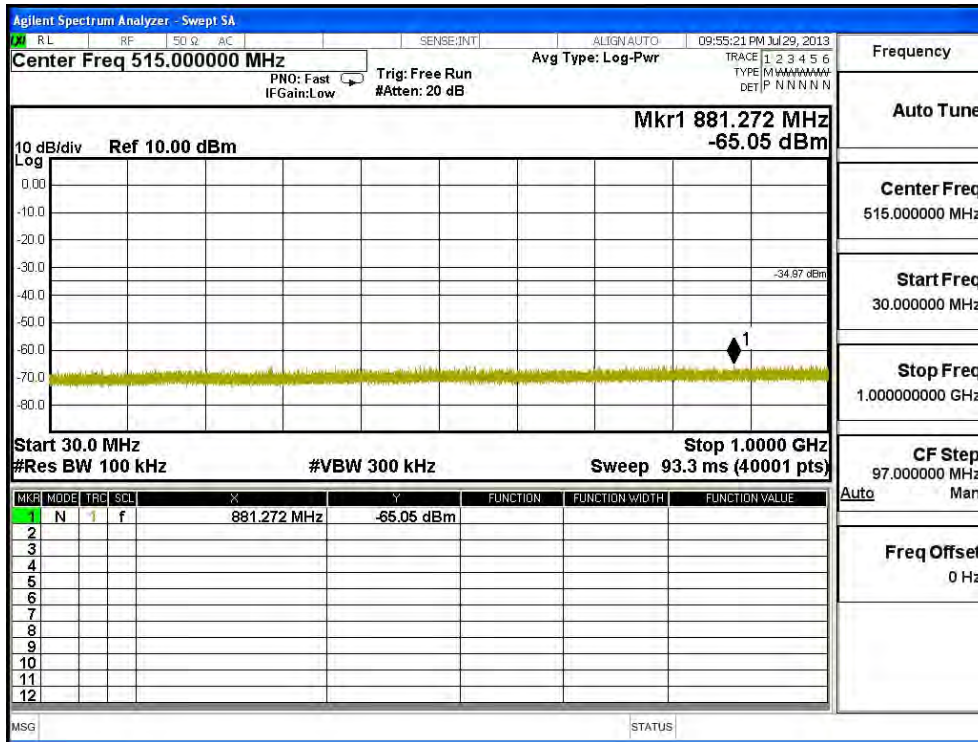 Agilent Spectrum Analyzer - Swept SA
RL RF 50 Ω AC SENSE:INT ALIGN AUTO 09:55:21 PM Jul 29, 2013
Center Freq 515.000000 MHz
PNO: Fast
IFGain:Low
Trig: Free Run
#Atten: 20 dB
Avg Type: Log-Pwr
TRACE 1 2 3 4 5 6
TYPE M WWWWW
DET P N N N N N
Mkr1 881.272 MHz
-65.05 dBm
10 dB/div Ref 10.00 dBm
Log
0.00
-10.0
-20.0
-30.0
-34.97 dBm
-40.0
-50.0
-60.0
1
-70.0
-80.0
Start 30.0 MHz Stop 1.0000 GHz
#Res BW 100 kHz #VBW 300 kHz Sweep 93.3 ms (40001 pts)
MKR MODE TRC SCL X Y FUNCTION FUNCTION WIDTH FUNCTION VALUE
1 N 1 f 881.272 MHz -65.05 dBm
2
3
4
5
6
7
8
9
10
11
12
MSG STATUS
Frequency
Auto Tune
Center Freq
515.000000 MHz
Start Freq
30.000000 MHz
Stop Freq
1.000000000 GHz
CF Step
97.000000 MHz
Auto Man
Freq Offset
0 Hz